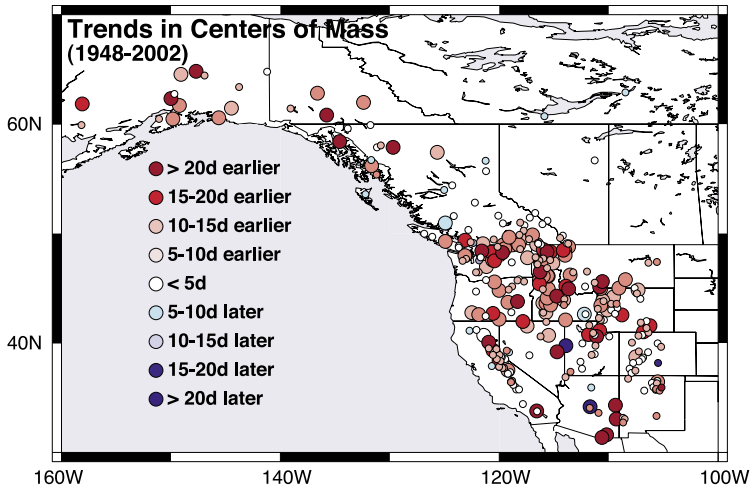 Trends in Centers of Mass
(1948-2002)
60N
> 20d earlier
15-20d earlier
10-15d earlier
5-10d earlier
< 5d
5-10d later
10-15d later
15-20d later
> 20d later
40N
160W 140W 120W 100W